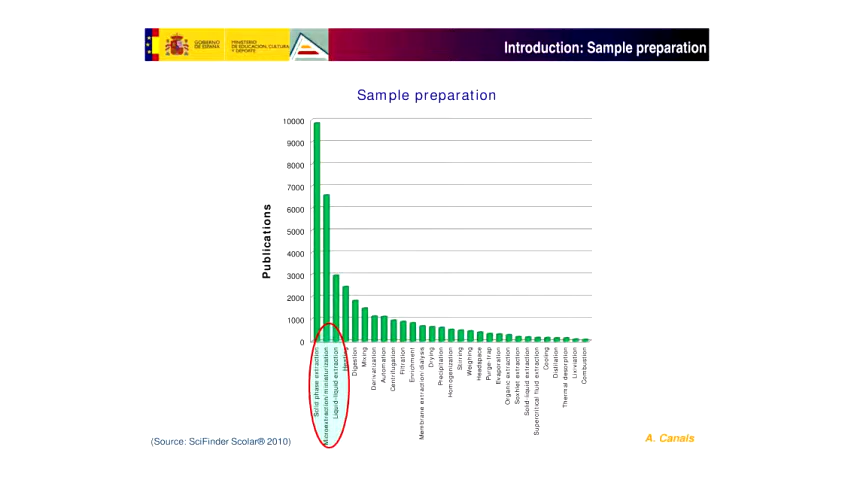 GOBIERNO
DE ESPAÑA
MINISTERIO
DE EDUCACIÓN, CULTURA
Y DEPORTE
Introduction: Sample preparation
Sample preparation
Publications
10000
9000
8000
7000
6000
5000
4000
3000
2000
1000
0
Solid phase extraction
Microextraction/miniaturization
Liquid-liquid extraction
Heating
Digestion
Mixing
Derivatization
Automation
Centrifugation
Filtration
Enrichment
Membrane extraction-dialysis
Drying
Precipitation
Homogenization
Stirring
Weighing
Headspace
Purge-trap
Evaporation
Organic extraction
Soxhlet extraction
Solid-liquid extraction
Supercritical fluid extraction
Cooling
Distillation
Thermal desorption
Lixiviation
Combustion
(Source: SciFinder Scolar® 2010)
A. Canals